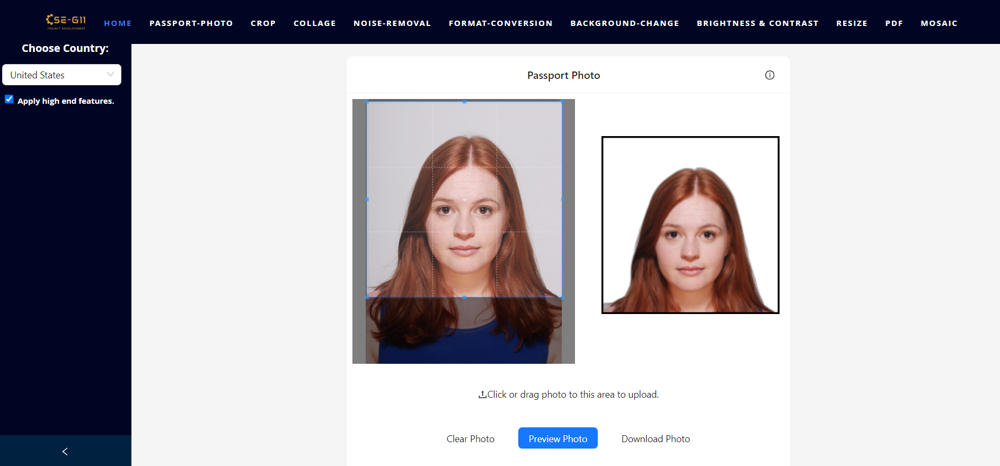 CSE-G11
PROJECT DEVELOPEMENT
HOME PASSPORT-PHOTO CROP COLLAGE NOISE-REMOVAL FORMAT-CONVERSION BACKGROUND-CHANGE BRIGHTNESS & CONTRAST RESIZE PDF MOSAIC
Choose Country:
United States
Apply high end features.
Passport Photo
Click or drag photo to this area to upload.
Clear Photo Preview Photo Download Photo